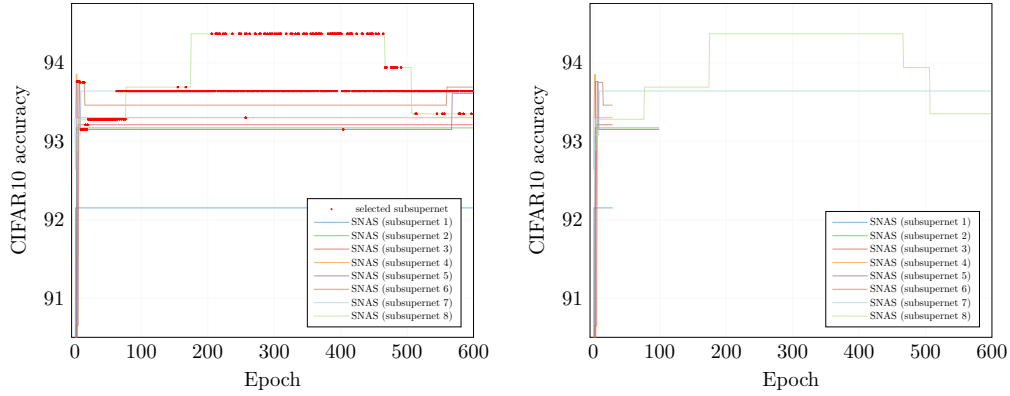 CIFAR10 accuracy
94
93
92
91
0 100 200 300 400 500 600
Epoch
selected subsupernet
SNAS (subsupernet 1)
SNAS (subsupernet 2)
SNAS (subsupernet 3)
SNAS (subsupernet 4)
SNAS (subsupernet 5)
SNAS (subsupernet 6)
SNAS (subsupernet 7)
SNAS (subsupernet 8)
CIFAR10 accuracy
94
93
92
91
0 100 200 300 400 500 600
Epoch
SNAS (subsupernet 1)
SNAS (subsupernet 2)
SNAS (subsupernet 3)
SNAS (subsupernet 4)
SNAS (subsupernet 5)
SNAS (subsupernet 6)
SNAS (subsupernet 7)
SNAS (subsupernet 8)